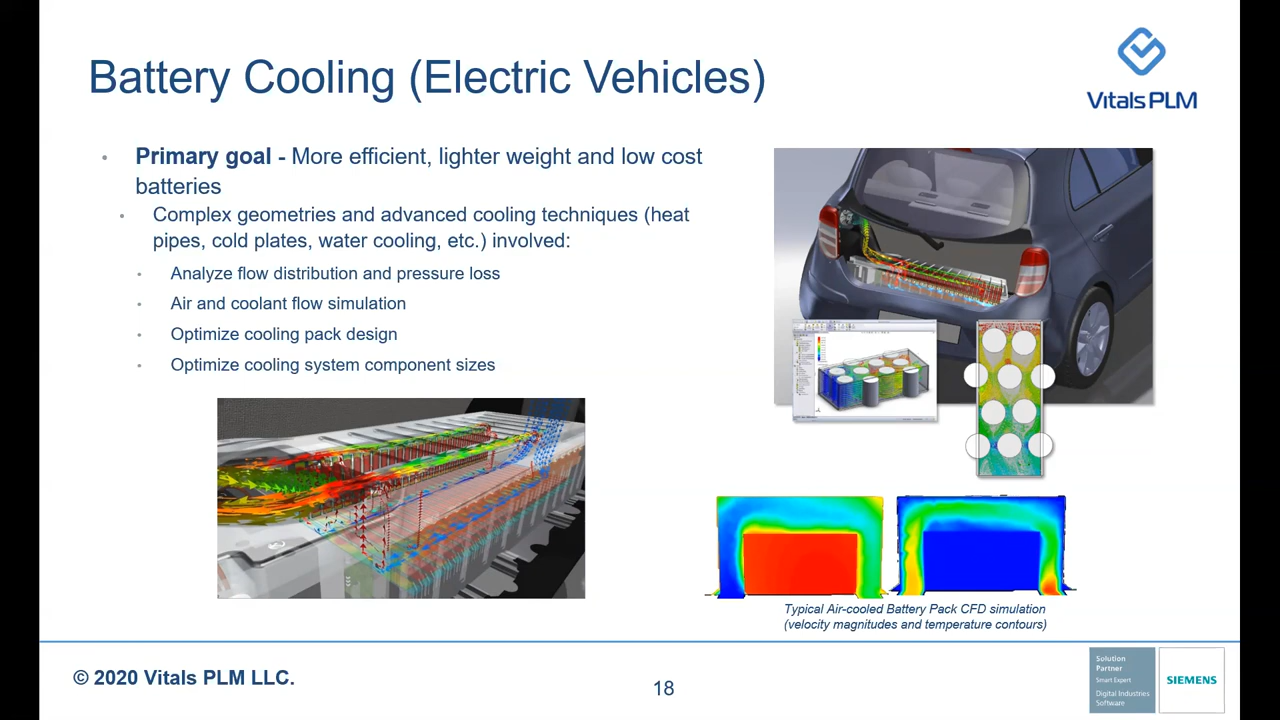 Battery Cooling (Electric Vehicles)
Vitals PLM
• Primary goal - More efficient, lighter weight and low cost
batteries
• Complex geometries and advanced cooling techniques (heat
pipes, cold plates, water cooling, etc.) involved:
• Analyze flow distribution and pressure loss
• Air and coolant flow simulation
• Optimize cooling pack design
• Optimize cooling system component sizes
Typical Air-cooled Battery Pack CFD simulation
(velocity magnitudes and temperature contours)
© 2020 Vitals PLM LLC.
18
Solution
Partner
Smart Expert
Digital Industries
Software
SIEMENS